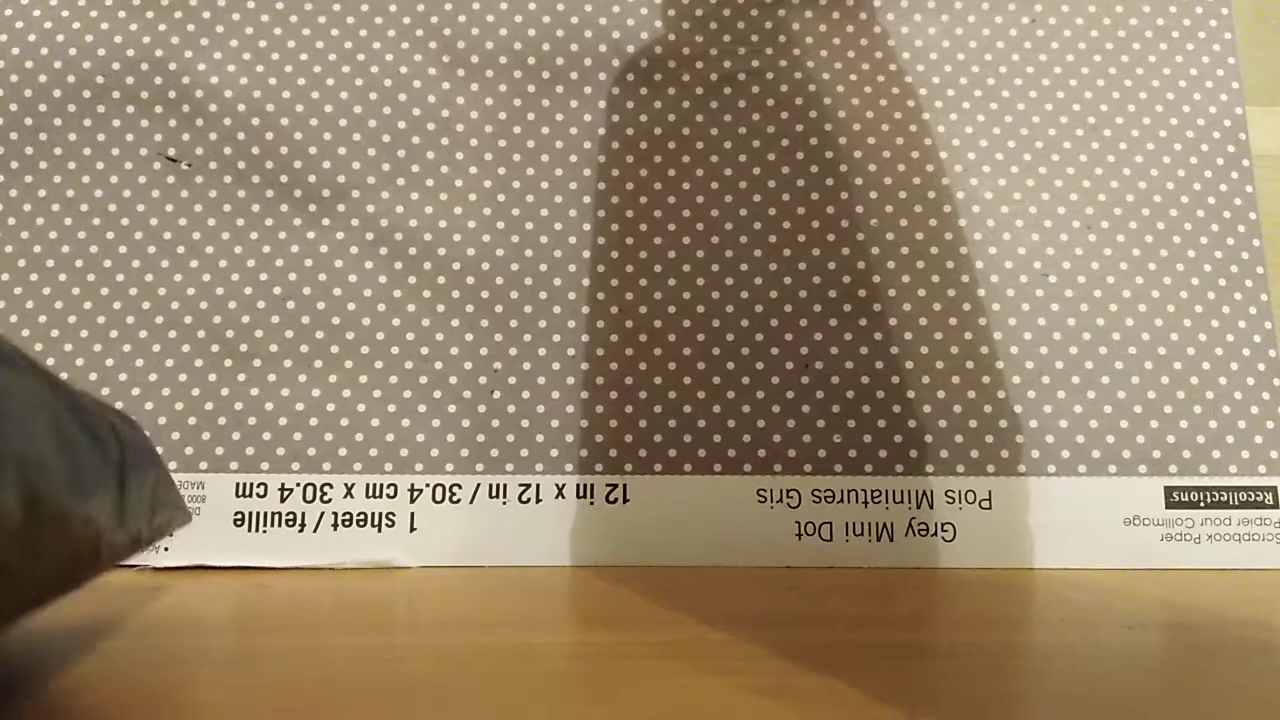 Scrapbook Paper
Papier pour Collimage
Recollections
Grey Mini Dot
Pois Miniatures Gris
1 sheet / feuille
12 in x 12 in / 30.4 cm x 30.4 cm
8000
MADE